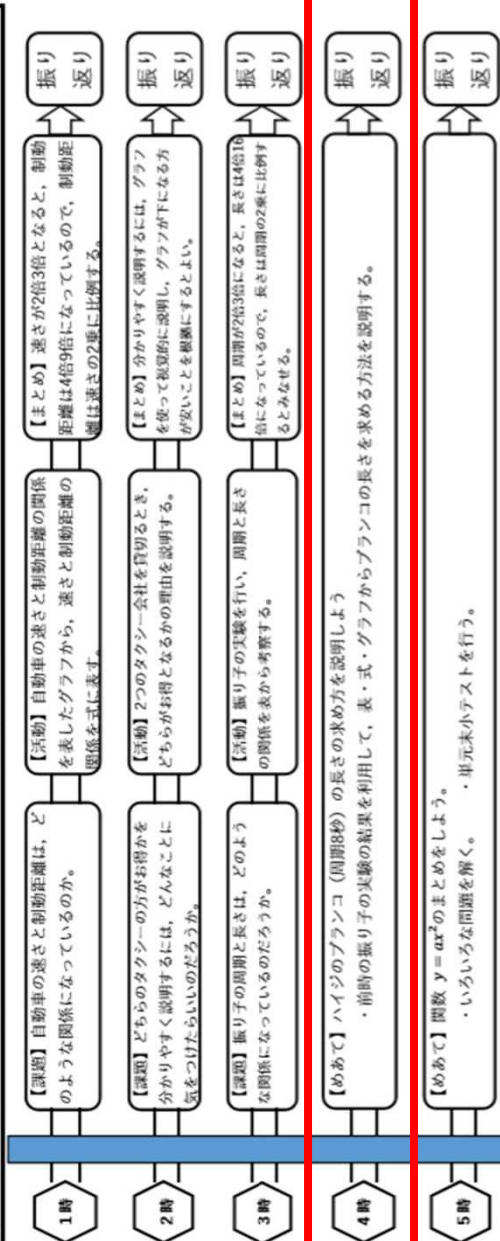 1時
【課題】自動車の速さと制動距離は，ど
のような関係になっているのか。
【活動】自動車の速さと制動距離の関係
を表したグラフから，速さと制動距離の
関係を式に表す。
【まとめ】速さが2倍3倍となると，制動
距離は4倍9倍になっているので，制動距
離は速さの2乗に比例する。
振り
返り
2時
【課題】どちらのタクシーの方がお得かを
分かりやすく説明するには，どんなことに
気をつけたらいいのだろうか。
【活動】2つのタクシー会社を貸切るとき，
どちらがお得となるかの理由を説明する。
【まとめ】分かりやすく説明するには，グラフ
を使って視覚的に説明し，グラフが下になる方
が安いことを根拠にするとよい。
振り
返り
3時
【課題】振り子の周期と長さは，どのよう
な関係になっているのだろうか。
【活動】振り子の実験を行い，周期と長さ
の関係を表から考察する。
【まとめ】周期が2倍3倍になると，長さは4倍16
倍になっているので，長さは周期の2乗に比例す
るとみなせる。
振り
返り
4時
【めあて】ハイジのブランコ（周期8秒）の長さの求め方を説明しよう
・前時の振り子の実験の結果を利用して，表・式・グラフからブランコの長さを求める方法を説明する。
振り
返り
5時
【めあて】関数 y = ax²のまとめをしよう。
・いろいろな問題を解く。　・単元末小テストを行う。
振り
返り